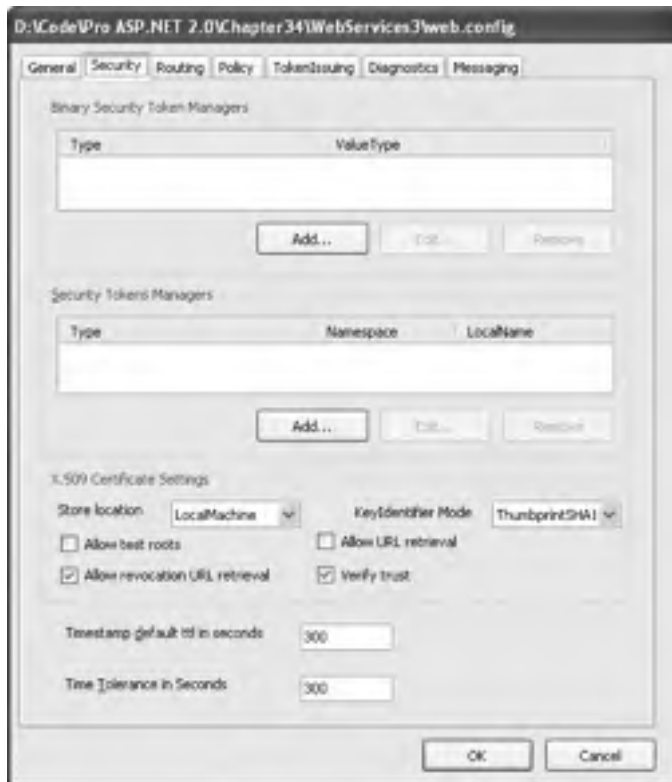 D:\Code\Pro ASP.NET 2.0\Chapter34\WebServices3\web.config
General Security Routing Policy TokenIssuing Diagnostics Messaging
Binary Security Token Managers
Type ValueType
Add... Edit... Remove
Security Tokens Managers
Type Namespace LocalName
Add... Edit... Remove
X.509 Certificate Settings
Store location LocalMachine KeyIdentifier Mode ThumbprintSHA1
Allow test roots Allow URL retrieval
Allow revocation URL retrieval Verify trust
Timestamp default ttl in seconds 300
Time Tolerance in Seconds 300
OK Cancel